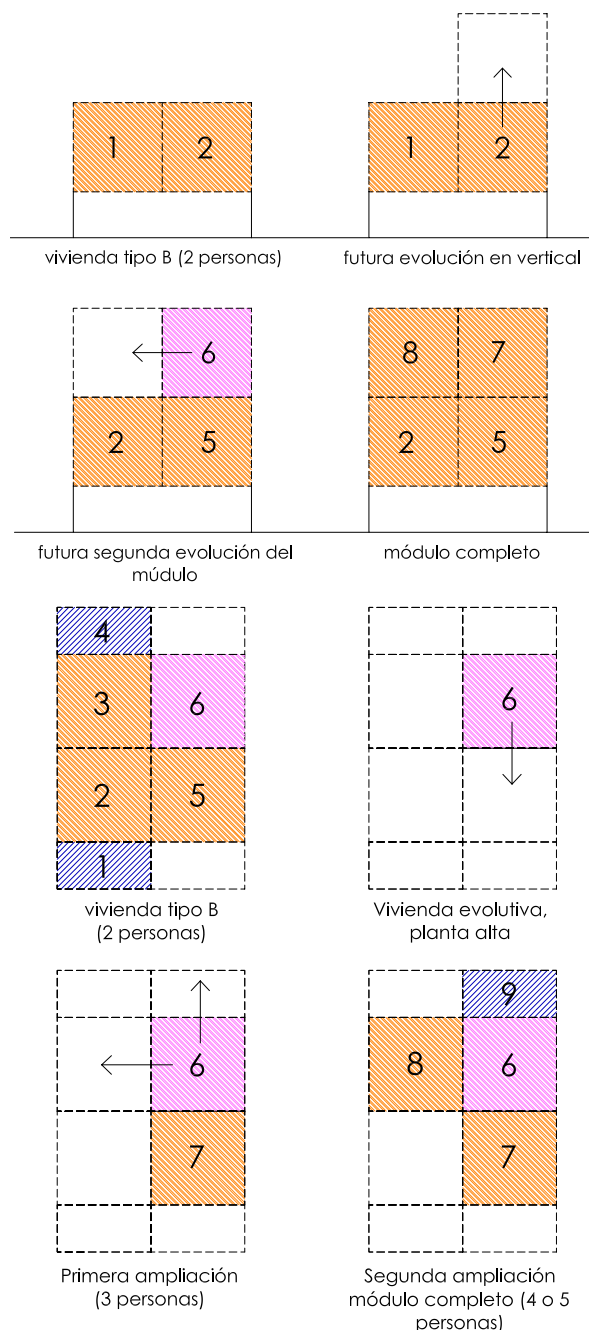 1 2
2
1
vivienda tipo B (2 personas)
futura evolución en vertical
6
2 5
8 7
2 5
futura segunda evolución del
múdulo
módulo completo
4
3 6
2 5
1
vivienda tipo B
(2 personas)
6
Vivienda evolutiva,
planta alta
6
7
Primera ampliación
(3 personas)
9
8 6
7
Segunda ampliación
módulo completo (4 o 5
personas)